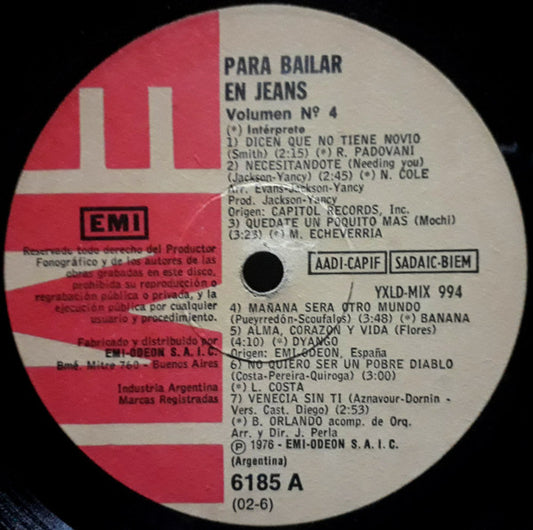 PARA BAILAR
EN JEANS
Volumen Nº 4
(*) Intérprete
1) DICEN QUE NO TIENE NOVIO
(Smith) (2:15) (*) R. PADOVANI
2) NECESITANDOTE (Needing you)
(Jackson-Yancy) (2:45) (*) N. COLE
Arr. Evans-Jackson-Yancy
Prod. Jackson-Yancy
Origen: CAPITOL RECORDS, Inc.
3) QUEDATE UN POQUITO MAS (Mochi)
(3:23) (*) M. ECHEVERRIA
EMI
EMI
Reservado todo derecho del Productor
Fonográfico y de los autores de las
obras grabadas en este disco,
prohibida su reproducción o
regrabación pública o privada, y la
ejecución pública por cualquier
usuario y procedimiento.
Fabricado y distribuido por
EMI-ODEON S. A. I. C.
Bmé. Mitre 760 - Buenos Aires
Industria Argentina
Marcas Registradas
AADI-CAPIF SADAIC-BIEM
YXLD-MIX 994
4) MAÑANA SERA OTRO MUNDO
(Pueyrredón-Scoufalos) (3:48) (*) BANANA
5) ALMA, CORAZON Y VIDA (Flores)
(4:10) (*) DYANGO
Origen: EMI-ODEON, España
6) NO QUIERO SER UN POBRE DIABLO
(Costa-Pereira-Quiroga) (3:00)
(*) L. COSTA
7) VENECIA SIN TI (Aznavour-Dornin -
Vers. Cast. Diego) (2:53)
(*) B. ORLANDO acomp. de Orq.
Arr. y Dir. J. Perla
Ⓟ 1976 - EMI-ODEON S. A. I. C.
(Argentina)
6185 A
(02-6)